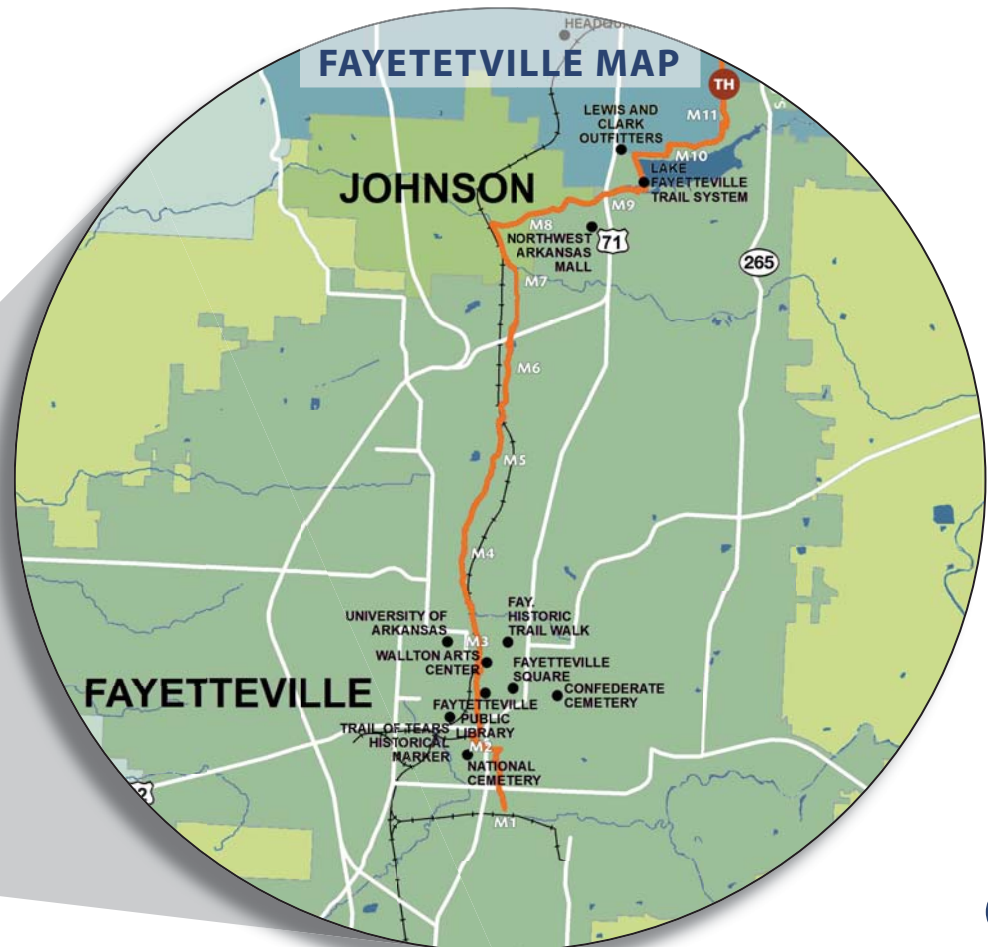 HEADQU
FAYETETVILLE MAP
TH
S
LEWIS AND
CLARK
OUTFITTERS
M11
M10
LAKE
FAYETTEVILLE
TRAIL SYSTEM
JOHNSON
M9
M8
NORTHWEST
ARKANSAS
MALL
71
265
M7
M6
M5
M4
UNIVERSITY OF
ARKANSAS
FAY.
HISTORIC
TRAIL WALK
M3
WALLTON ARTS
CENTER
FAYETTEVILLE
SQUARE
FAYETTEVILLE
CONFEDERATE
CEMETERY
FAYTETTEVILLE
PUBLIC
LIBRARY
TRAIL OF TEARS
HISTORICAL
MARKER
M2
NATIONAL
CEMETERY
2
M1